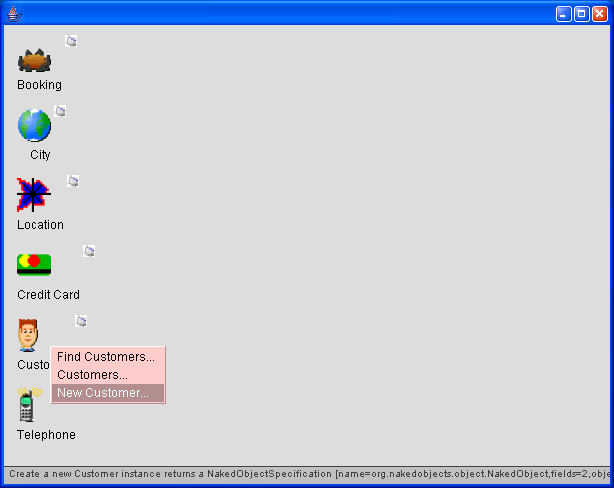 Booking
City
Location
Credit Card
Custo
Find Customers...
Customers...
New Customer...
Telephone
Create a new Customer instance returns a NakedObjectSpecification [name=org.nakedobjects.object.NakedObject,fields=2,obje